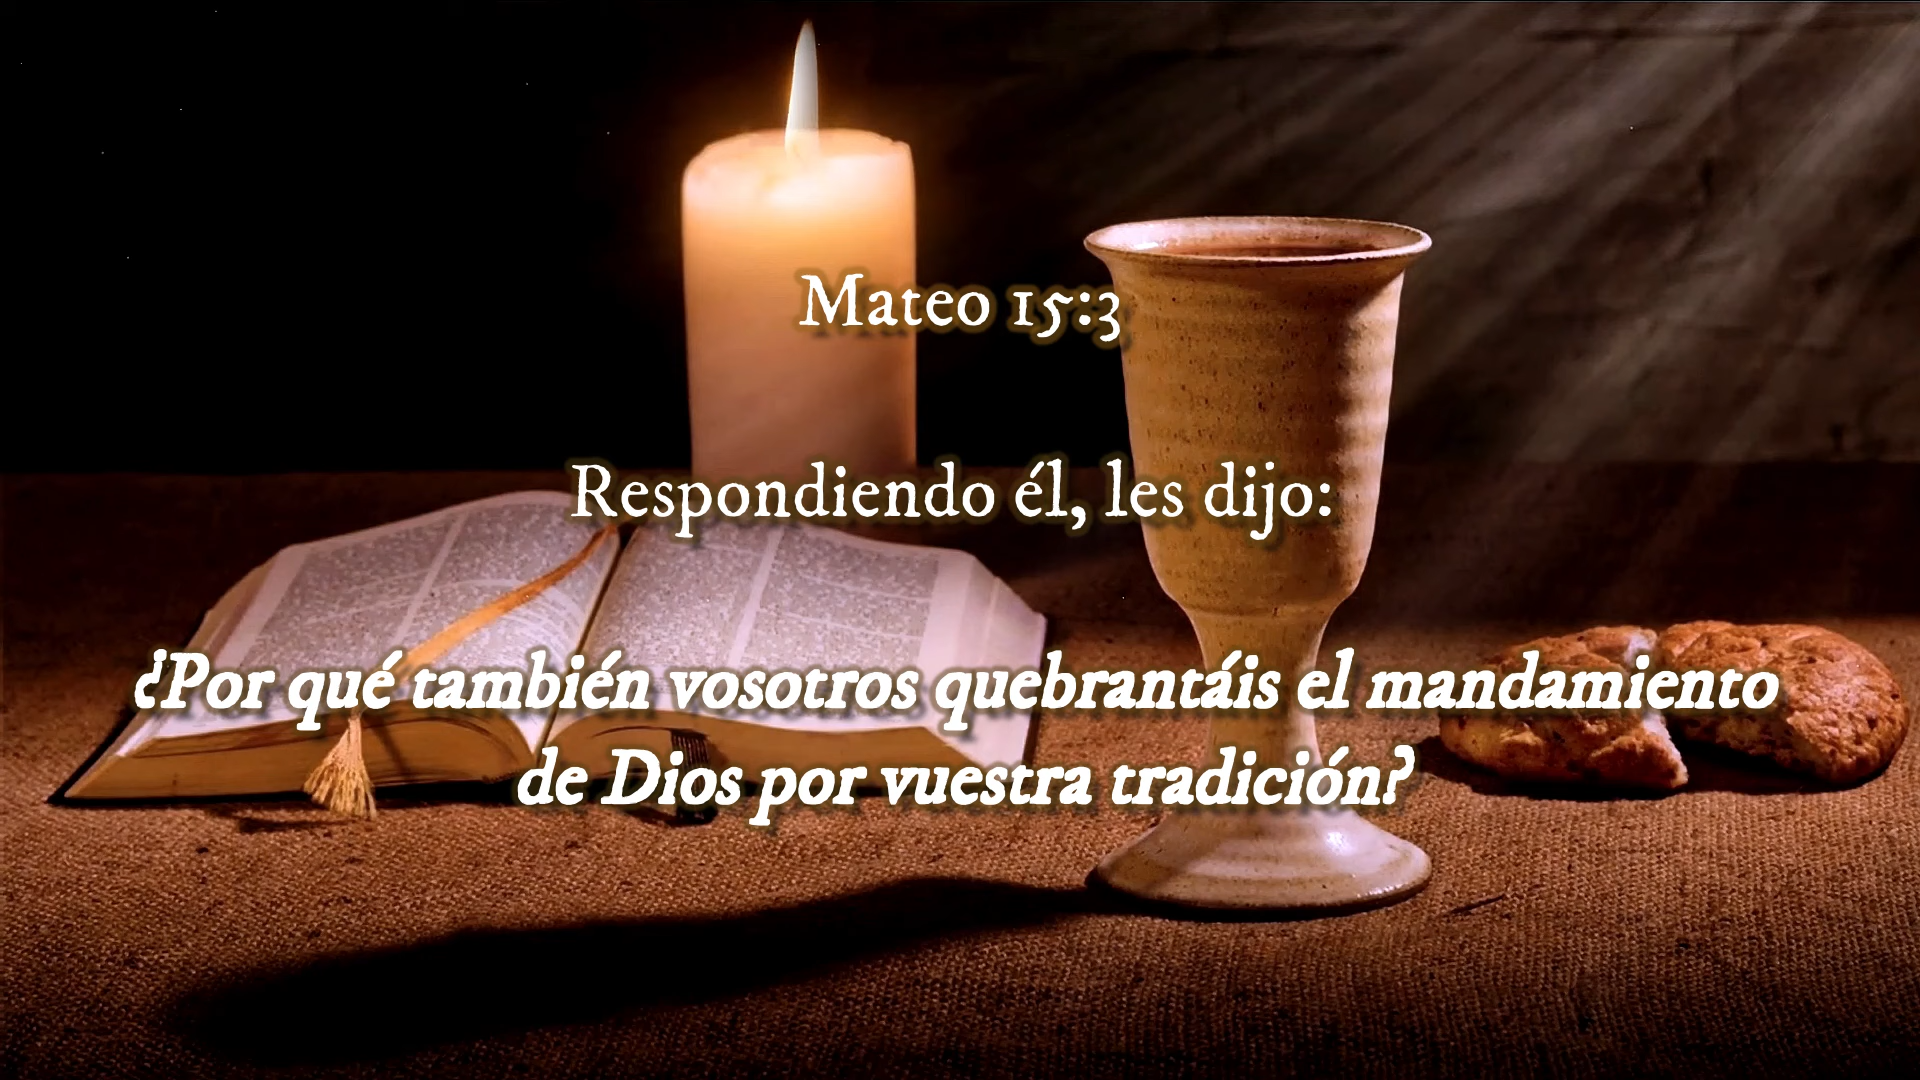 Mateo 15:3
Respondiendo él, les dijo:
¿Por qué también vosotros quebrantáis el mandamiento
de Dios por vuestra tradición?